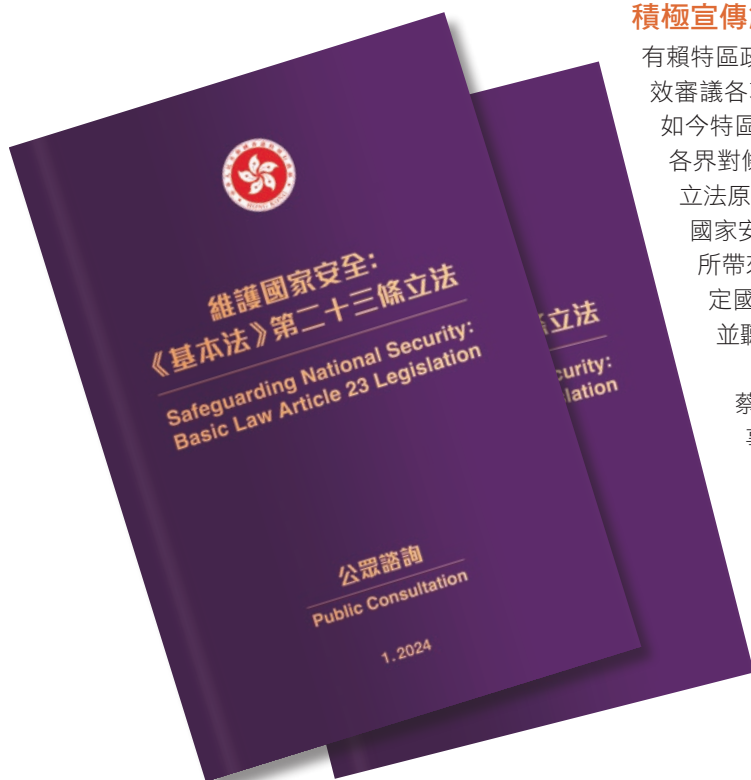 維護國家安全:
《基本法》第二十三條立法
Safeguarding National Security:
Basic Law Article 23 Legislation
公眾諮詢
Public Consultation
1.2024
HONG KONG
立法
curity:
lation
積極宣傳
有賴特區
效審議各
如今特區
各界對
立法原
國家安
所帶
定國
並聽
蔡